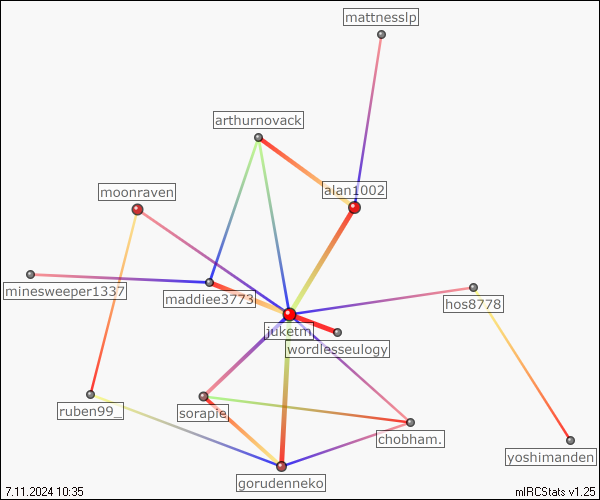 mattnesslp
arthurnovack
alan1002
moonraven
minesweeper1337
maddiee3773
hos8778
juketm
wordlesseulogy
ruben99_
sorapie
chobham.
yoshimanden
gorudenneko
7.11.2024 10:35
mIRCStats v1.25